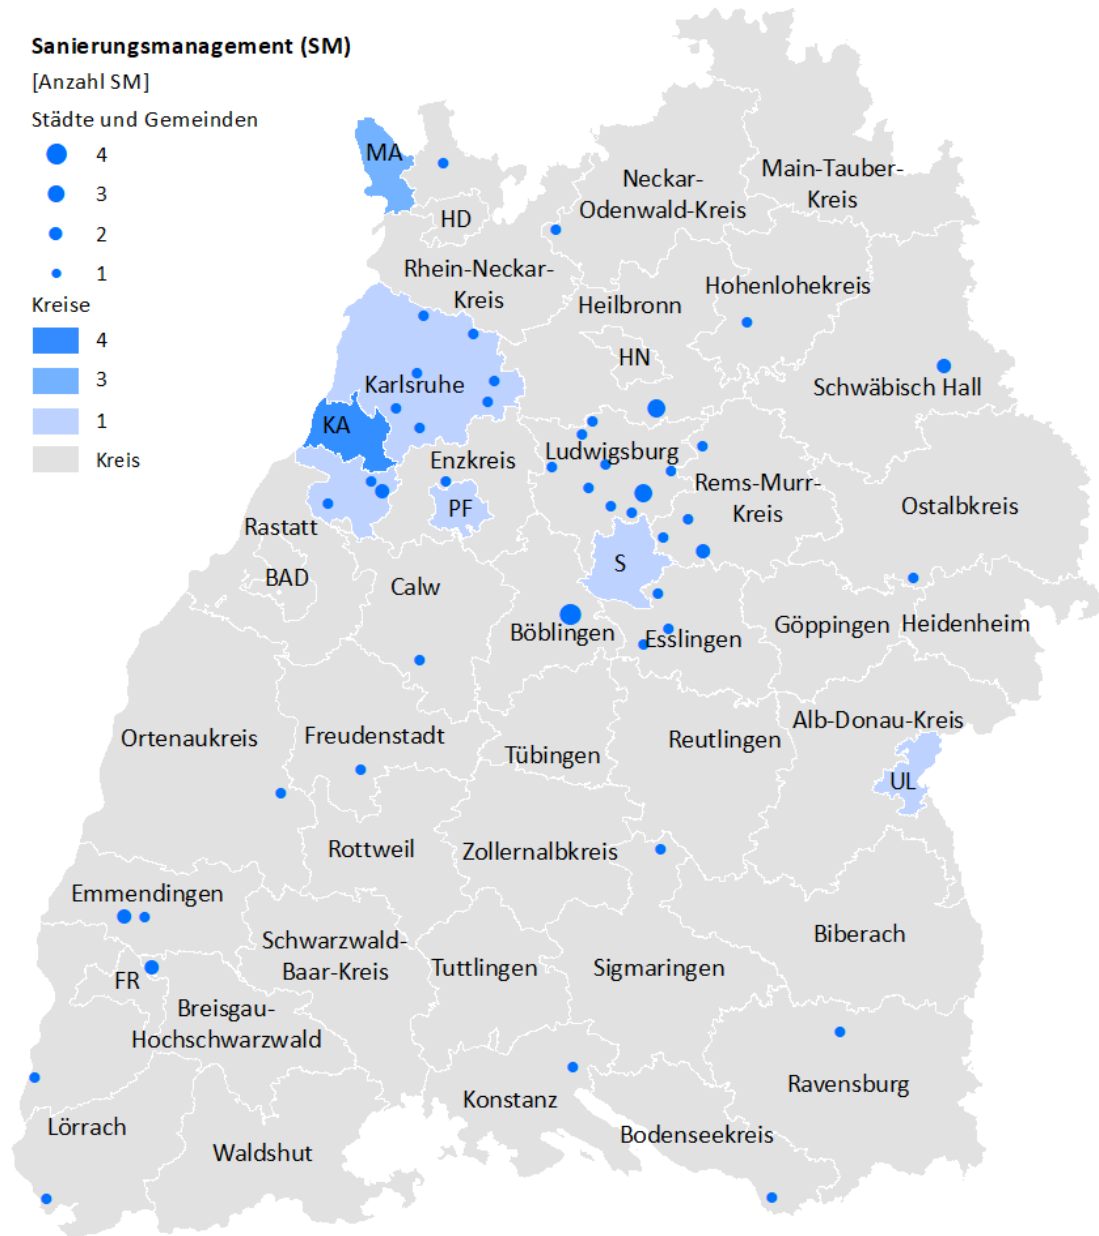 Sanierungsmanagement (SM)
[Anzahl SM]
Städte und Gemeinden
4
3
2
1
Kreise
4
3
1
Kreis
MA
HD
Neckar-
Odenwald-Kreis
Main-Tauber-
Kreis
Rhein-Neckar-
Kreis
Heilbronn
Hohenlohekreis
HN
Karlsruhe
Schwäbisch Hall
KA
Enzkreis
Ludwigsburg
Rems-Murr-
Kreis
PF
Ostalbkreis
Rastatt
S
BAD
Calw
Böblingen
Esslingen
Göppingen
Heidenheim
Ortenaukreis
Freudenstadt
Tübingen
Reutlingen
Alb-Donau-Kreis
UL
Rottweil
Zollernalbkreis
Emmendingen
Schwarzwald-
Baar-Kreis
Tuttlingen
Sigmaringen
Biberach
FR
Breisgau-
Hochschwarzwald
Konstanz
Ravensburg
Lörrach
Waldshut
Bodenseekreis